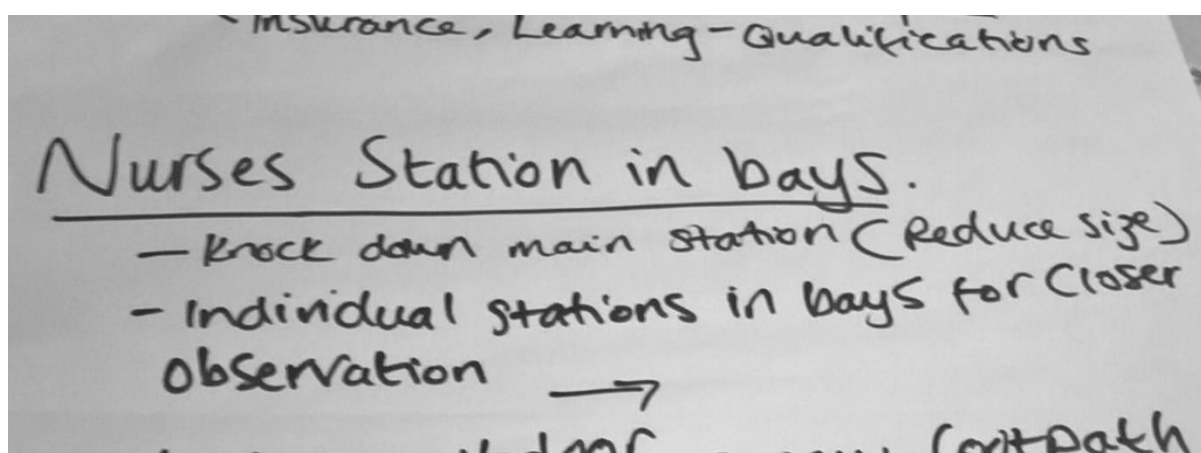 Insurance, Learning - Qualifications
Nurses Station in bays.
- Knock down main station (Reduce size)
- Individual stations in bays for Closer
observation →
footpath